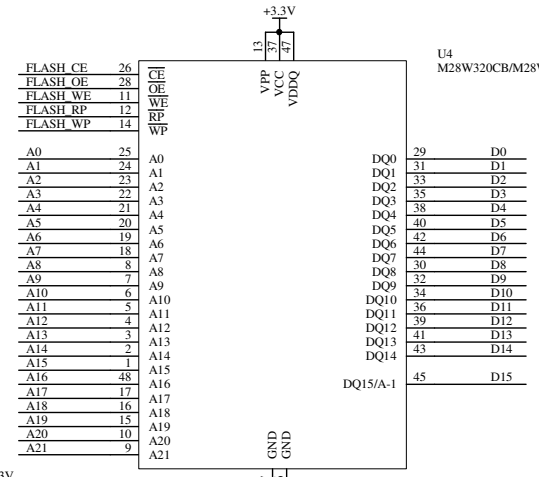 +3.3V
13
37
47
U4
M28W320CB/M28
VPP
VCC
VDDQ
FLASH_CE 26 CE
FLASH_OE 28 OE
FLASH_WE 11 WE
FLASH_RP 12 RP
FLASH_WP 14 WP
A0 25 A0 DQ0 29 D0
A1 24 A1 DQ1 31 D1
A2 23 A2 DQ2 33 D2
A3 22 A3 DQ3 35 D3
A4 21 A4 DQ4 38 D4
A5 20 A5 DQ5 40 D5
A6 19 A6 DQ6 42 D6
A7 18 A7 DQ7 44 D7
A8 8 A8 DQ8 30 D8
A9 7 A9 DQ9 32 D9
A10 6 A10 DQ10 34 D10
A11 5 A11 DQ11 36 D11
A12 4 A12 DQ12 39 D12
A13 3 A13 DQ13 41 D13
A14 2 A14 DQ14 43 D14
A15 1 A15
A16 48 A16 DQ15/A-1 45 D15
A17 17 A17
A18 16 A18
A19 15 A19
A20 10 A20
A21 9 A21
GND
GND
3V